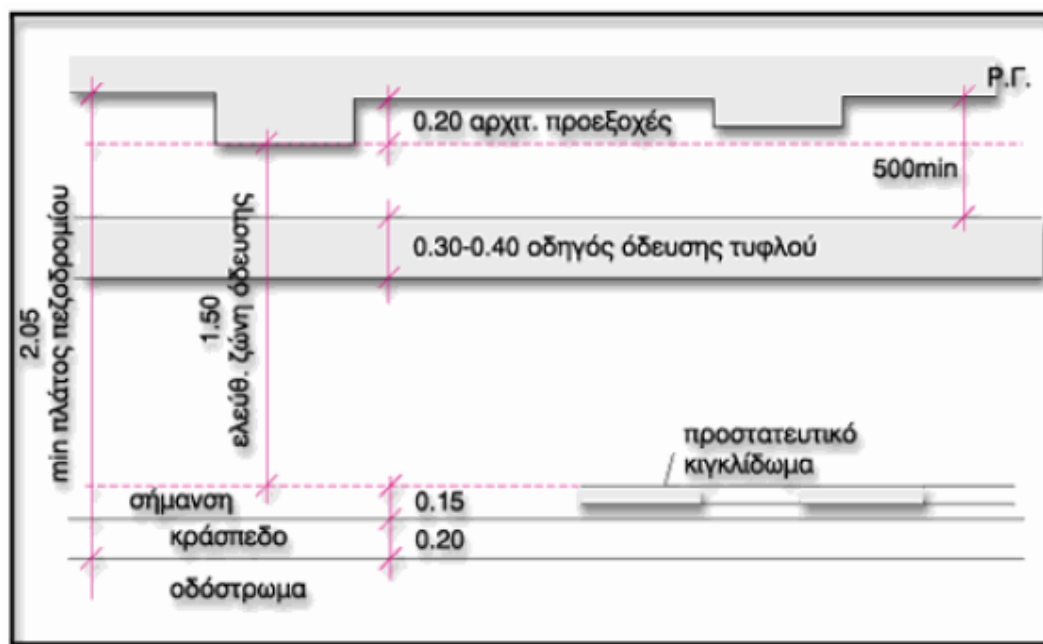 Ρ.Γ.
0.20 αρχιτ. προεξοχές
500min
0.30-0.40 οδηγός όδευσης τυφλού
2.05
min πλάτος πεζοδρομίου
1.50
ελεύθ. ζώνη όδευσης
προστατευτικό
κιγκλίδωμα
σήμανση
0.15
κράσπεδο
0.20
οδόστρωμα